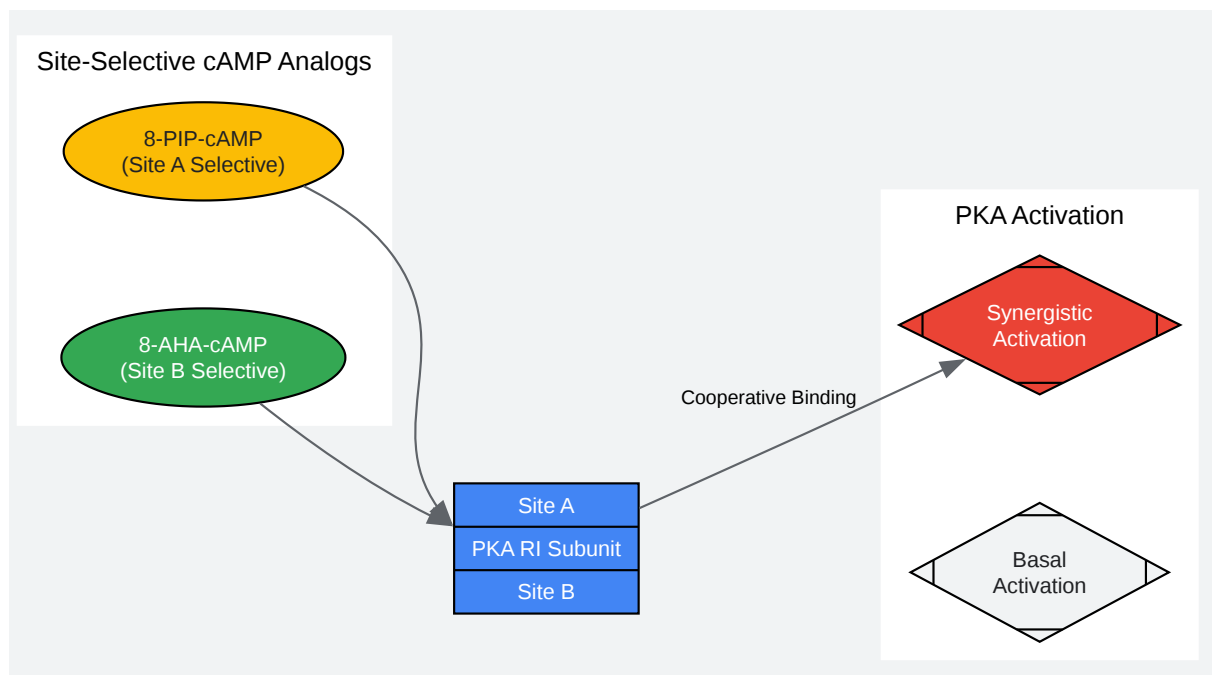 Site-Selective cAMP Analogs
8-PIP-cAMP
(Site A Selective)
8-AHA-cAMP
(Site B Selective)
Site A
PKA RI Subunit
Site B
Cooperative Binding
PKA Activation
Synergistic
Activation
Basal
Activation